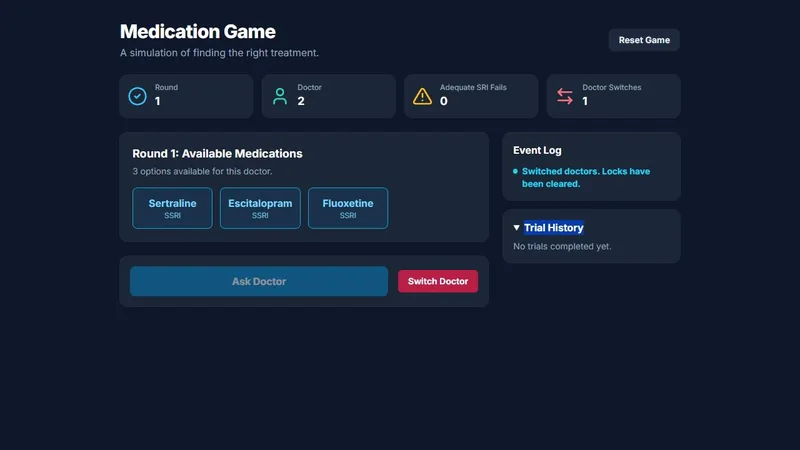 Medication Game
A simulation of finding the right treatment.
Reset Game
Round
1
Doctor
2
Adequate SRI Fails
0
Doctor Switches
1
Round 1: Available Medications
3 options available for this doctor.
Sertraline
SSRI
Escitalopram
SSRI
Fluoxetine
SSRI
Ask Doctor
Switch Doctor
Event Log
Switched doctors. Locks have
been cleared.
Trial History
No trials completed yet.